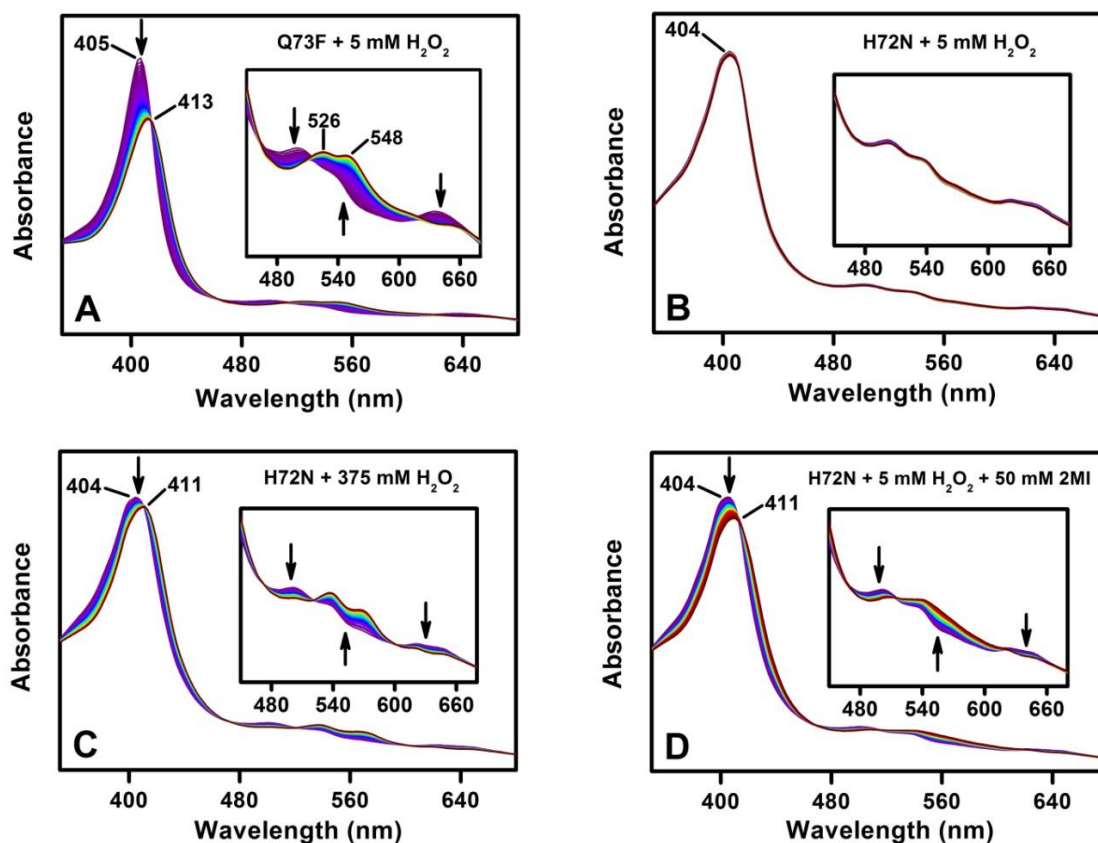 Q73F + 5 mM H₂O₂
405
413
526
548
480 540 600 660
Absorbance
A
400 480 560 640
Wavelength (nm)
H72N + 5 mM H₂O₂
404
480 540 600 660
Absorbance
B
400 480 560 640
Wavelength (nm)
H72N + 375 mM H₂O₂
404
411
480 540 600 660
Absorbance
C
400 480 560 640
Wavelength (nm)
H72N + 5 mM H₂O₂ + 50 mM 2MI
404
411
480 540 600 660
Absorbance
D
400 480 560 640
Wavelength (nm)